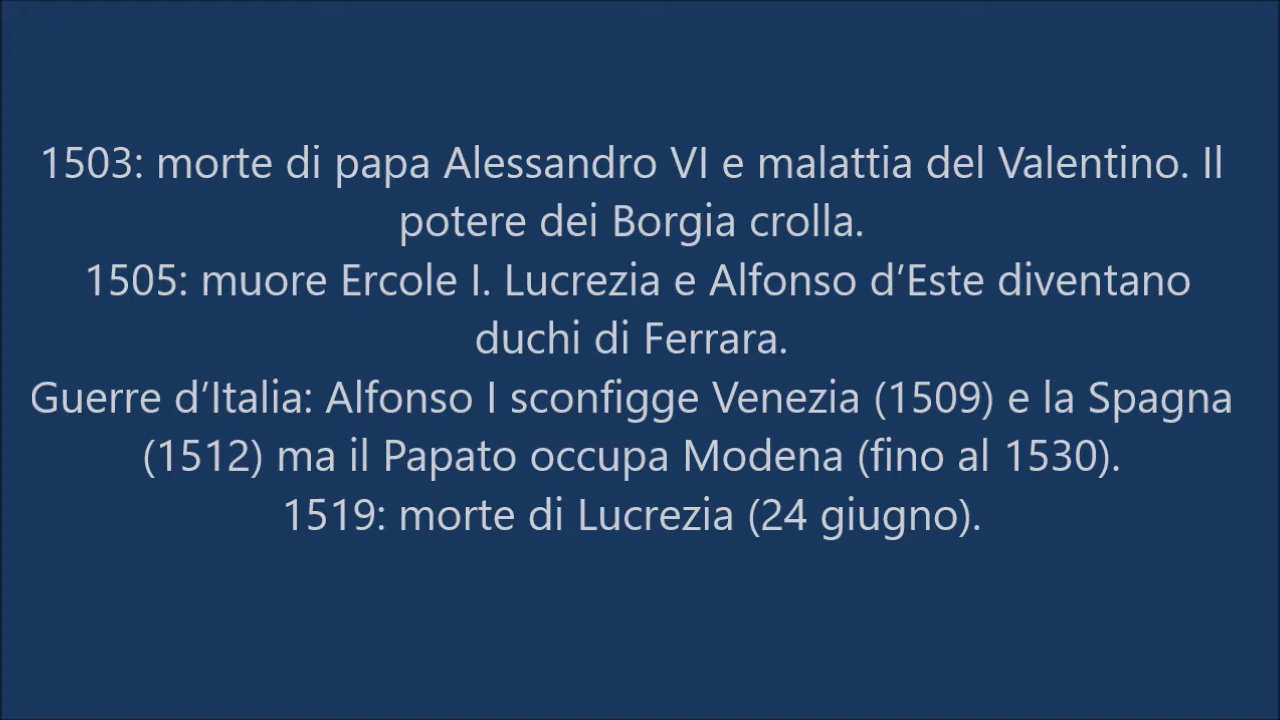 1503: morte di papa Alessandro VI e malattia del Valentino. Il
potere dei Borgia crolla.
1505: muore Ercole I. Lucrezia e Alfonso d’Este diventano
duchi di Ferrara.
Guerre d’Italia: Alfonso I sconfigge Venezia (1509) e la Spagna
(1512) ma il Papato occupa Modena (fino al 1530).
1519: morte di Lucrezia (24 giugno).